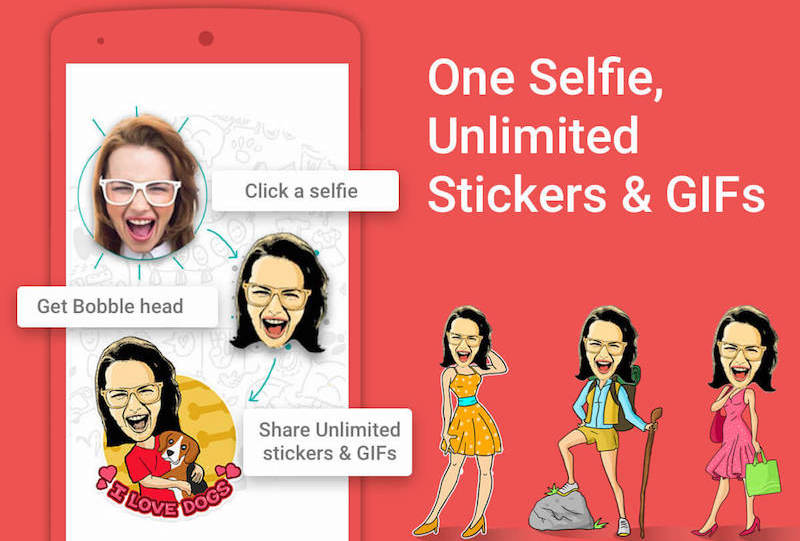 One Selfie,
Unlimited
Stickers & GIFs
Click a selfie
Get Bobble head
Share Unlimited
stickers & GIFs
I LOVE DOGS